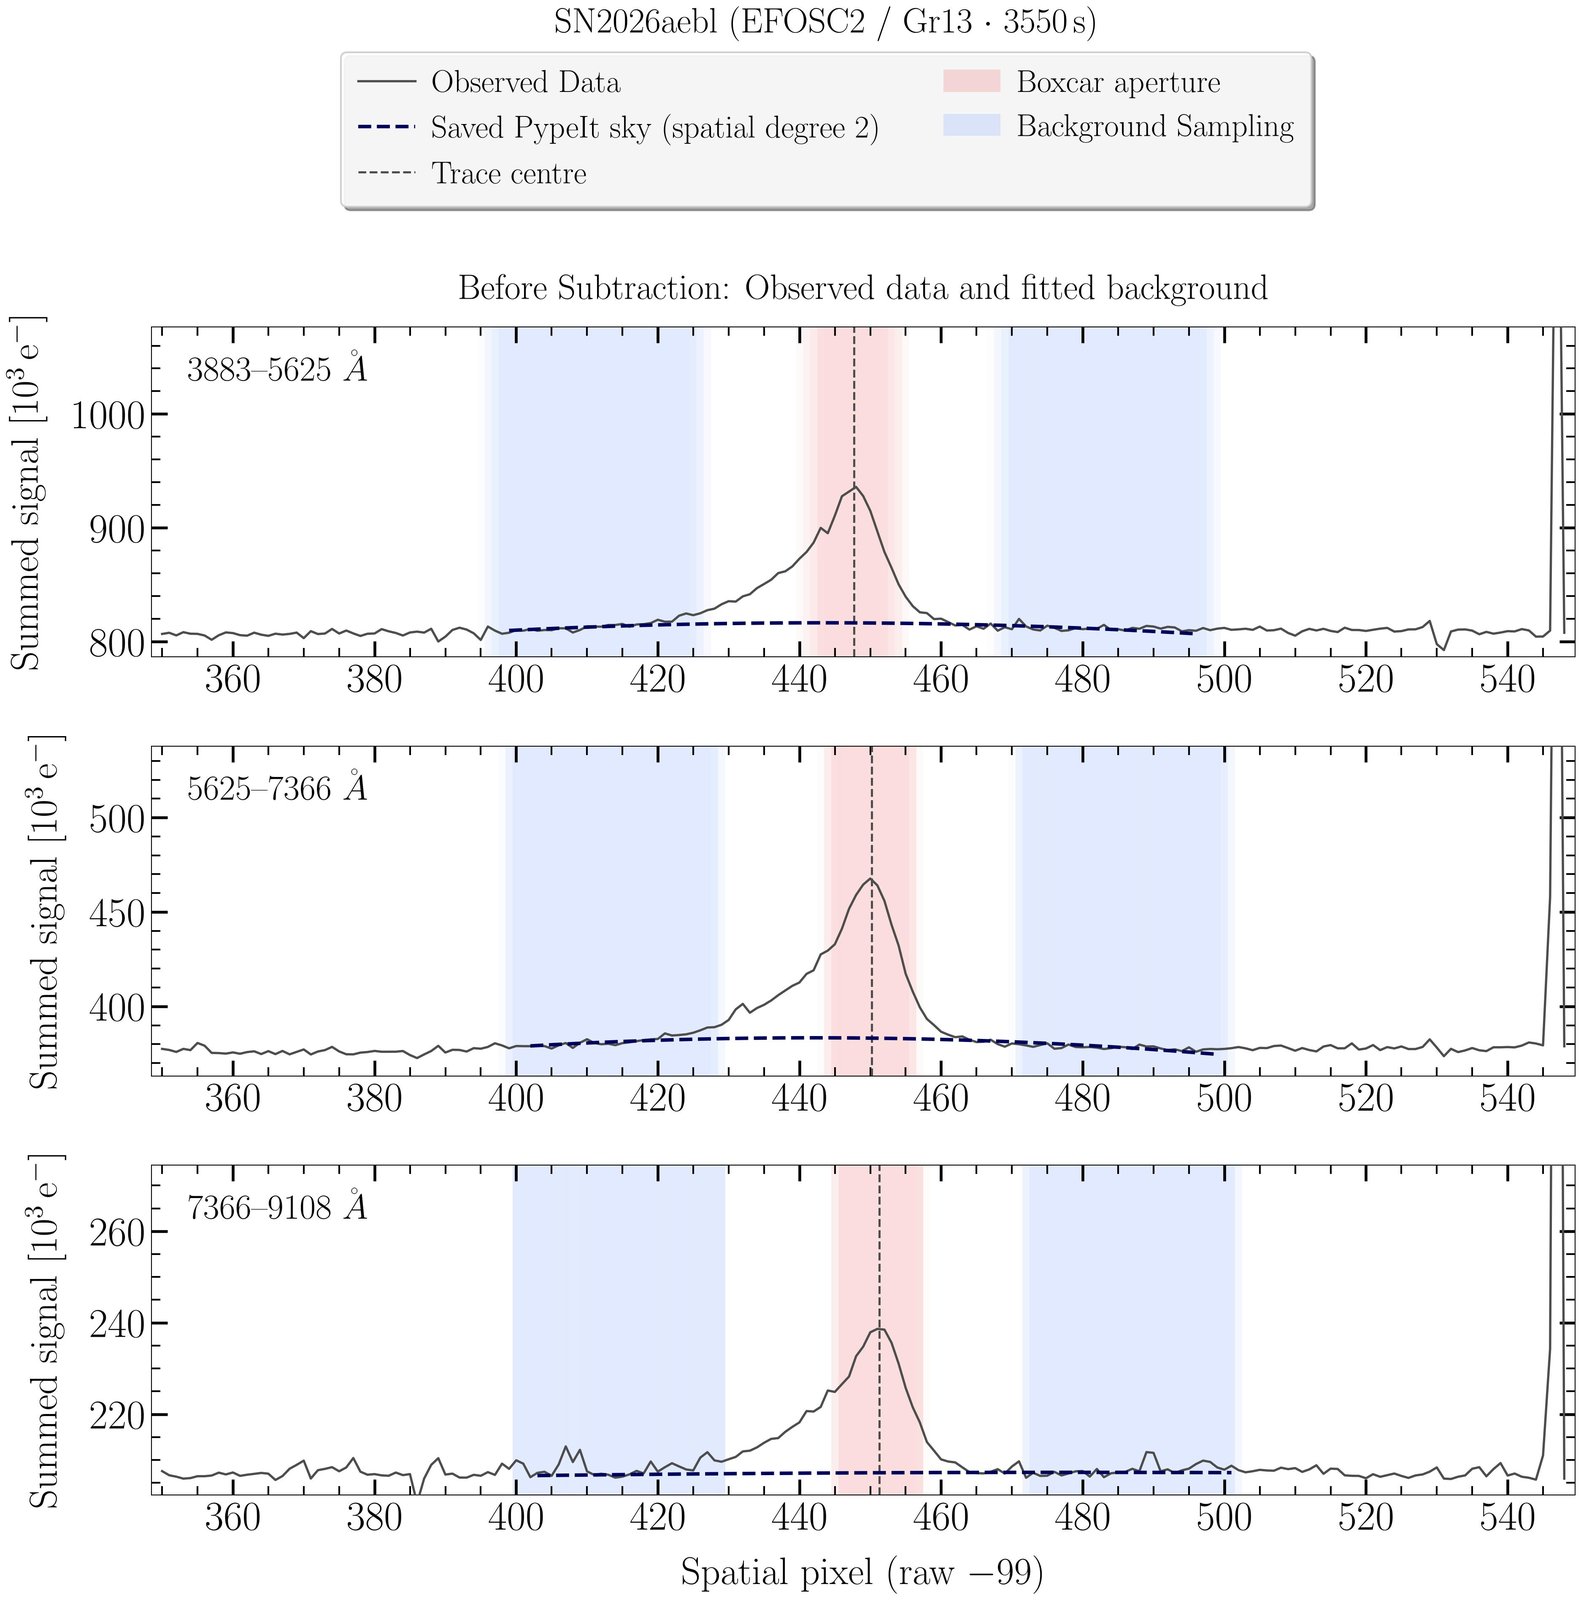 SN2026aebl (EFOSC2 / Gr13 · 3550 s)
Observed Data
Saved PypeIt sky (spatial degree 2)
Trace centre
Boxcar aperture
Background Sampling
Before Subtraction: Observed data and fitted background
Summed signal [10³ e⁻]
3883–5625 Å
1000
900
800
360 380 400 420 440 460 480 500 520 540
Summed signal [10³ e⁻]
5625–7366 Å
500
450
400
360 380 400 420 440 460 480 500 520 540
Summed signal [10³ e⁻]
7366–9108 Å
260
240
220
360 380 400 420 440 460 480 500 520 540
Spatial pixel (raw −99)